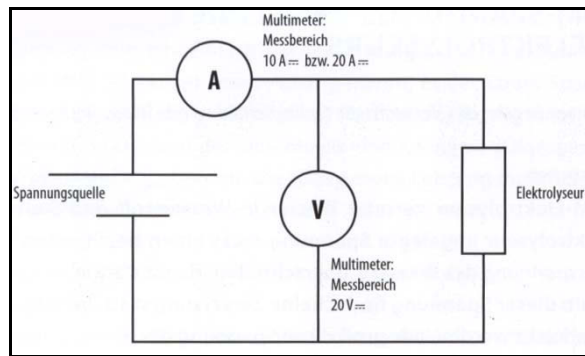 Multimeter:
Messbereich
10 A⎓ bzw. 20 A⎓
A
Spannungsquelle
V
Elektrolyseur
Multimeter:
Messbereich
20 V⎓